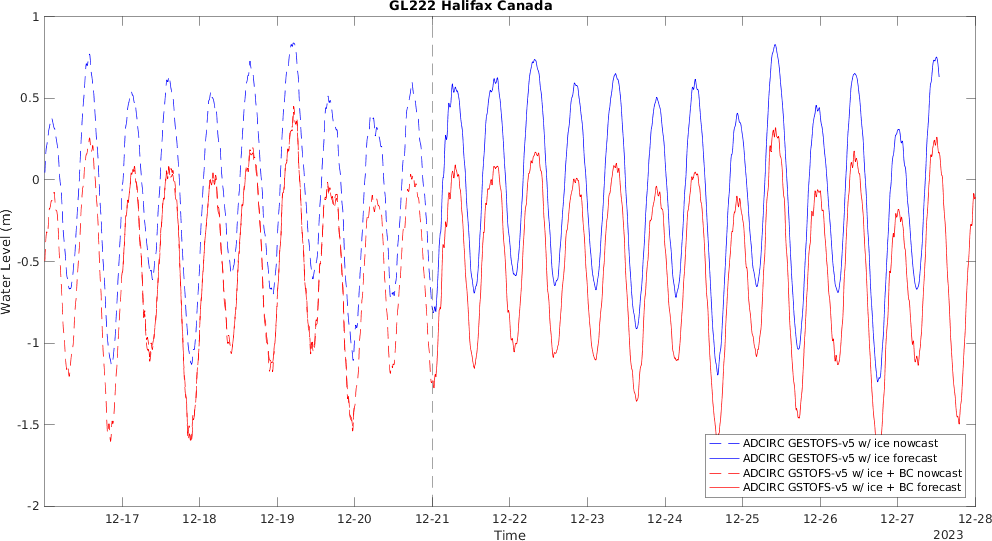 GL222 Halifax Canada
1
0.5
0
-0.5
-1
-1.5
-2
Water Level (m)
ADCIRC GESTOFS-v5 w/ ice nowcast
ADCIRC GESTOFS-v5 w/ ice forecast
ADCIRC GSTOFS-v5 w/ ice + BC nowcast
ADCIRC GSTOFS-v5 w/ ice + BC forecast
12-17 12-18 12-19 12-20 12-21 12-22 12-23 12-24 12-25 12-26 12-27 12-28
Time
2023